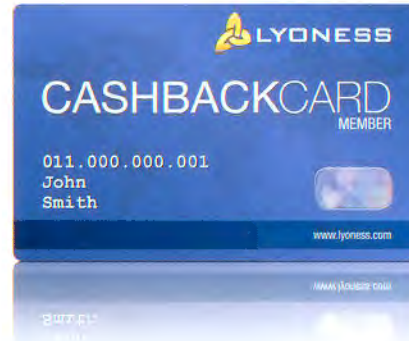 LYONESS
CASHBACKCARD
MEMBER
011.000.000.001
John
Smith
www.lyoness.com